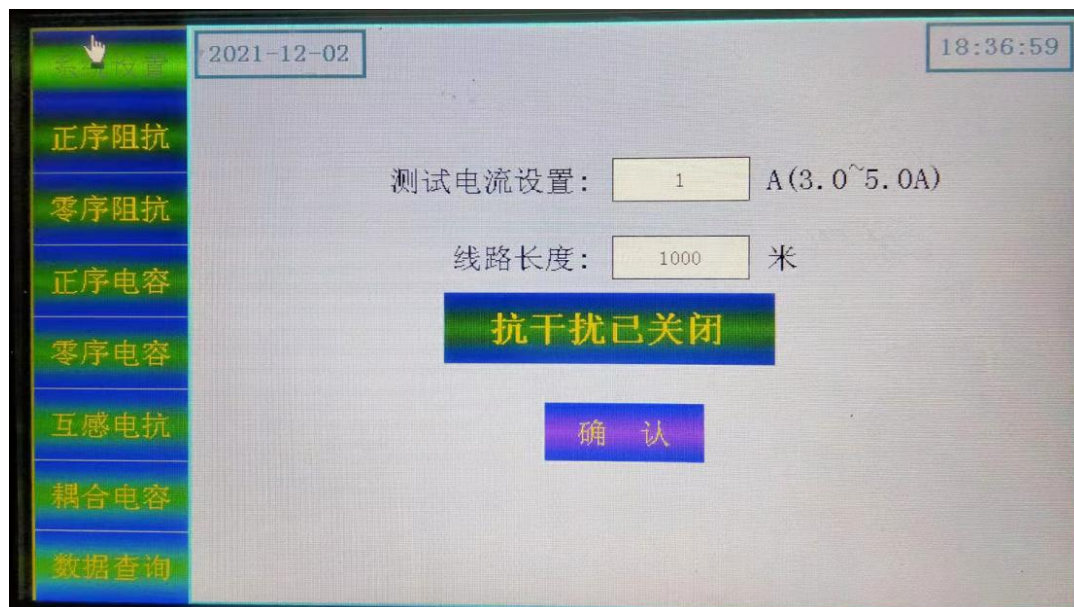 2021-12-02
18:36:59
正序阻抗
零序阻抗
正序电容
零序电容
互感电抗
耦合电容
数据查询
测试电流设置: 1 A(3.0~5.0A)
线路长度: 1000 米
抗干扰已关闭
确 认